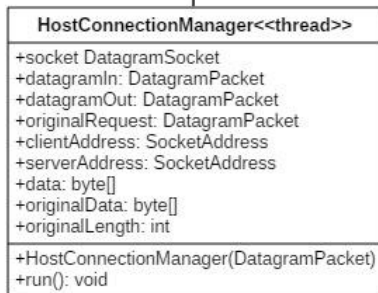 HostConnectionManager<<thread>>
+socket DatagramSocket
+datagramIn: DatagramPacket
+datagramOut: DatagramPacket
+originalRequest: DatagramPacket
+clientAddress: SocketAddress
+serverAddress: SocketAddress
+data: byte[]
+originalData: byte[]
+originalLength: int
+HostConnectionManager(DatagramPacket)
+run(): void